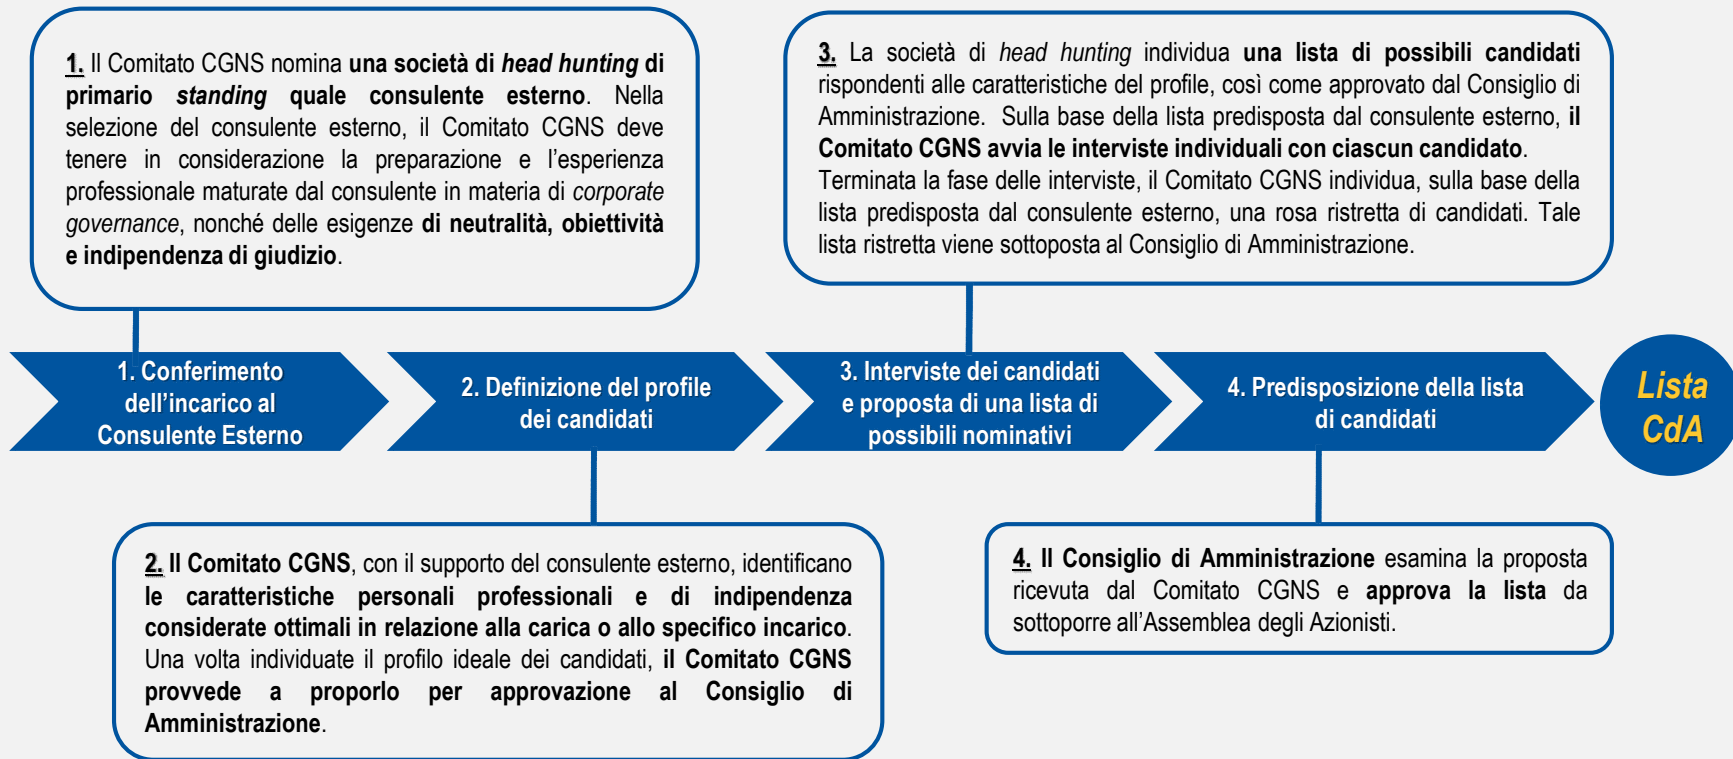 1. Il Comitato CGNS nomina una società di head hunting di
primario standing quale consulente esterno. Nella
selezione del consulente esterno, il Comitato CGNS deve
tenere in considerazione la preparazione e l’esperienza
professionale maturate dal consulente in materia di corporate
governance, nonché delle esigenze di neutralità, obiettività
e indipendenza di giudizio.
3. La società di head hunting individua una lista di possibili candidati
rispondenti alle caratteristiche del profile, così come approvato dal Consiglio di
Amministrazione. Sulla base della lista predisposta dal consulente esterno, il
Comitato CGNS avvia le interviste individuali con ciascun candidato.
Terminata la fase delle interviste, il Comitato CGNS individua, sulla base della
lista predisposta dal consulente esterno, una rosa ristretta di candidati. Tale
lista ristretta viene sottoposta al Consiglio di Amministrazione.
1. Conferimento
dell’incarico al
Consulente Esterno
2. Definizione del profile
dei candidati
3. Interviste dei candidati
e proposta di una lista di
possibili nominativi
4. Predisposizione della lista
di candidati
Lista
CdA
2. Il Comitato CGNS, con il supporto del consulente esterno, identificano
le caratteristiche personali professionali e di indipendenza
considerate ottimali in relazione alla carica o allo specifico incarico.
Una volta individuate il profilo ideale dei candidati, il Comitato CGNS
provvede a proporlo per approvazione al Consiglio di
Amministrazione.
4. Il Consiglio di Amministrazione esamina la proposta
ricevuta dal Comitato CGNS e approva la lista da
sottoporre all’Assemblea degli Azionisti.